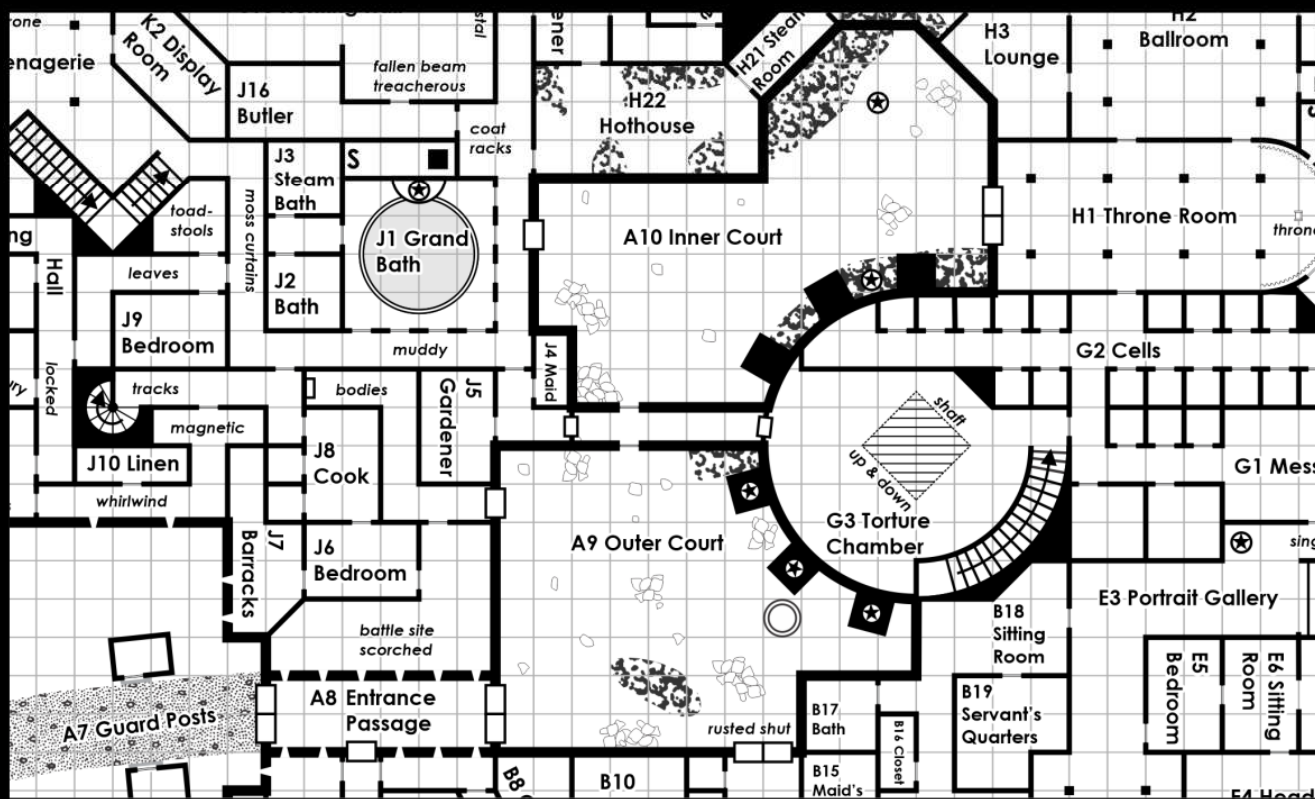 K2 Display
Room
fallen beam
treacherous
J16
Butler
coat
racks
H21 Steam
Room
H22
Hothouse
H3
Lounge
H2
Ballroom
J3
Steam
Bath
S
toad-
stools
moss curtains
J1 Grand
Bath
A10 Inner Court
H1 Throne Room
throne
Hall
leaves
J2
Bath
J9
Bedroom
muddy
J4 Maid
G2 Cells
locked
tracks
bodies
J5
Gardener
magnetic
shaft
up & down
J10 Linen
J8
Cook
G1 Mess
whirlwind
G3 Torture
Chamber
A9 Outer Court
J7
Barracks
J6
Bedroom
E3 Portrait Gallery
B18
Sitting
Room
battle site
scorched
E5
Bedroom
E6 Sitting
Room
A7 Guard Posts
A8 Entrance
Passage
B19
Servant's
Quarters
B17
Bath
rusted shut
B16 Closet
B15
Maid's
B10
B8